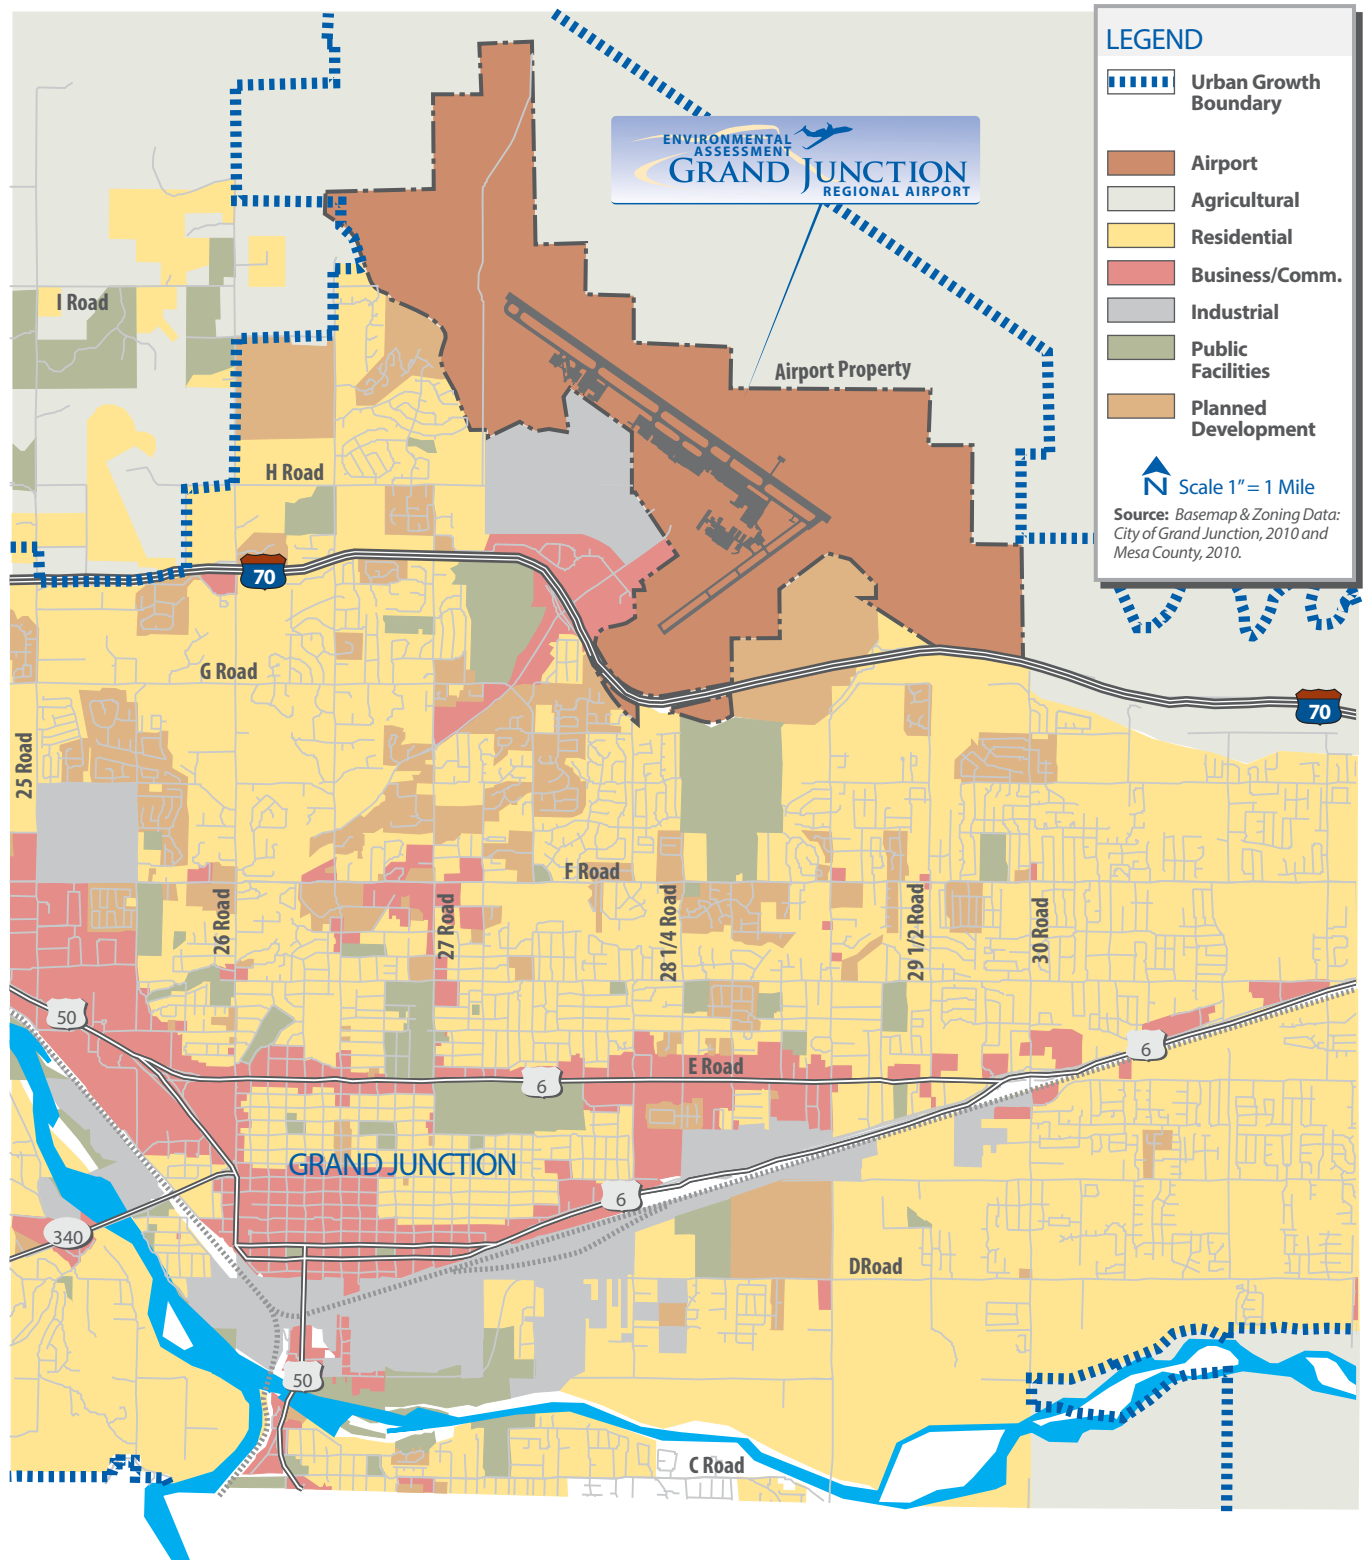 LEGEND
Urban Growth
Boundary
Airport
Agricultural
Residential
Business/Comm.
Industrial
Public
Facilities
Planned
Development
N
Scale 1″ = 1 Mile
Source: Basemap & Zoning Data:
City of Grand Junction, 2010 and
Mesa County, 2010.
ENVIRONMENTAL
ASSESSMENT
GRAND JUNCTION
REGIONAL AIRPORT
I Road
Airport Property
H Road
70
G Road
70
25 Road
F Road
26 Road
27 Road
28 1/4 Road
29 1/2 Road
30 Road
50
6
E Road
6
GRAND JUNCTION
6
340
DRoad
50
C Road